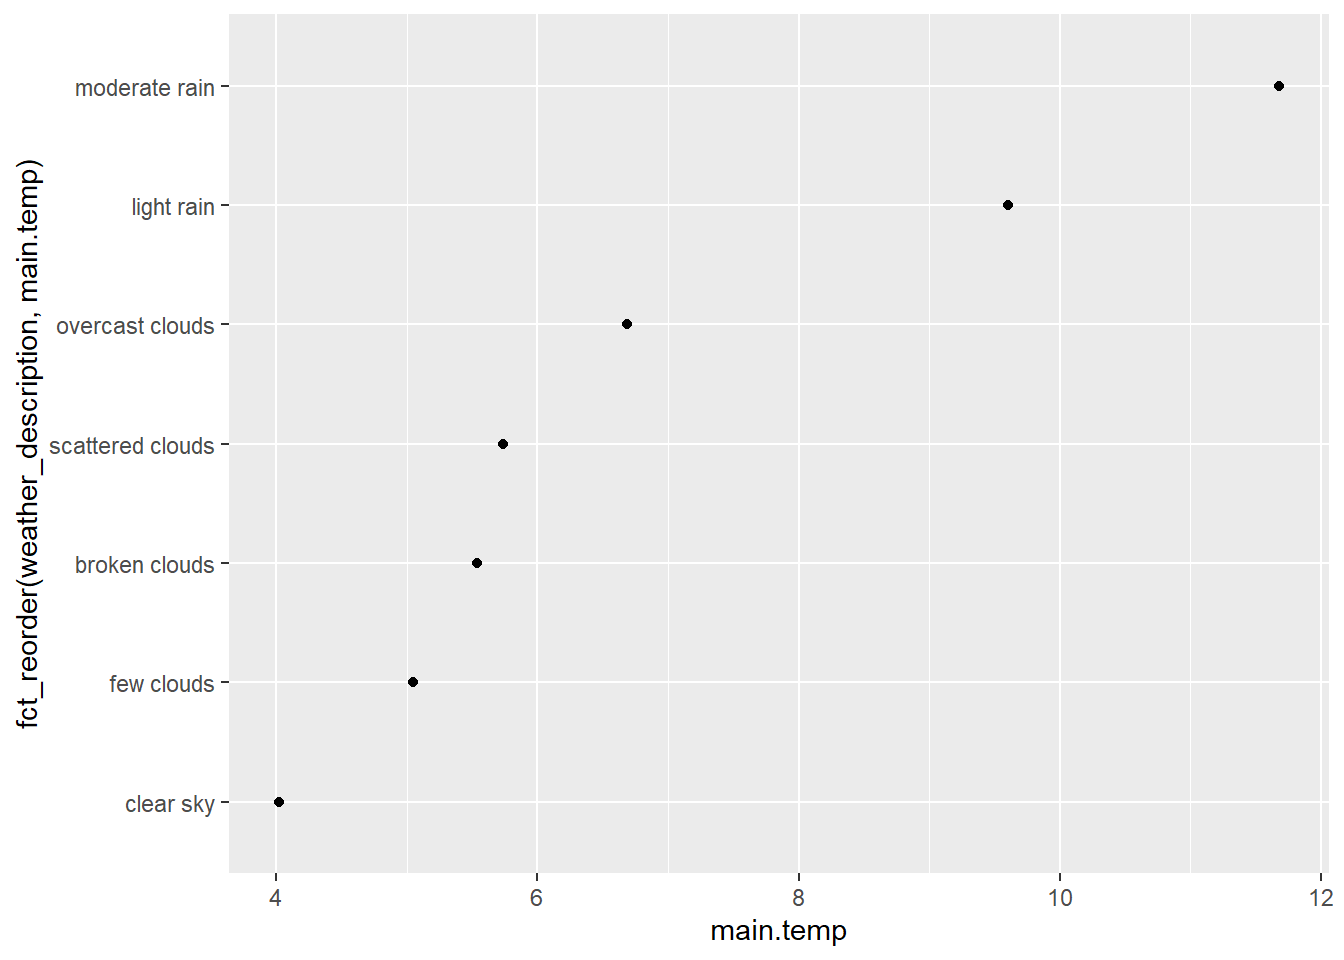 fct_reorder(weather_description, main.temp)
moderate rain
light rain
overcast clouds
scattered clouds
broken clouds
few clouds
clear sky
4 6 8 10 12
main.temp